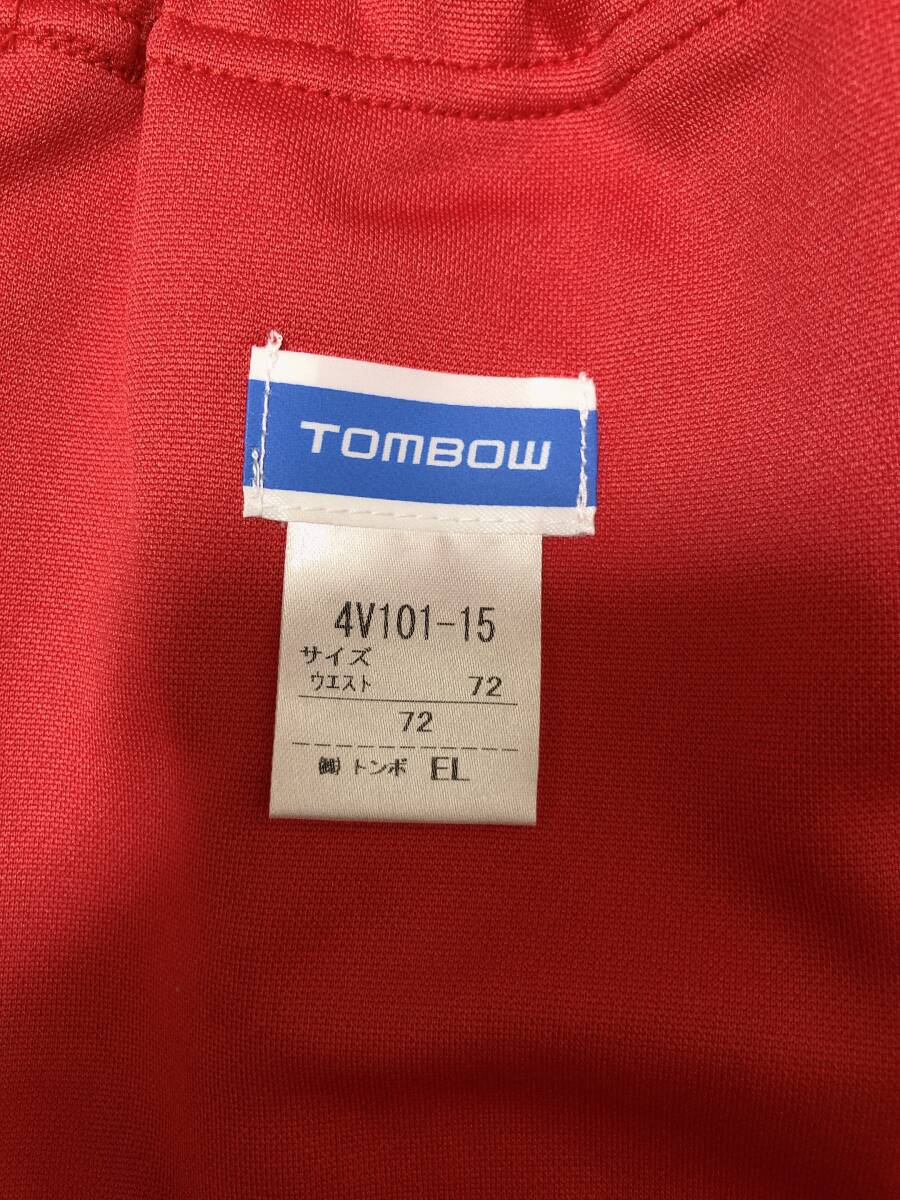 TOMBOW
4V101-15
サイズ
ウエスト 72
72
㈱トンボ EL